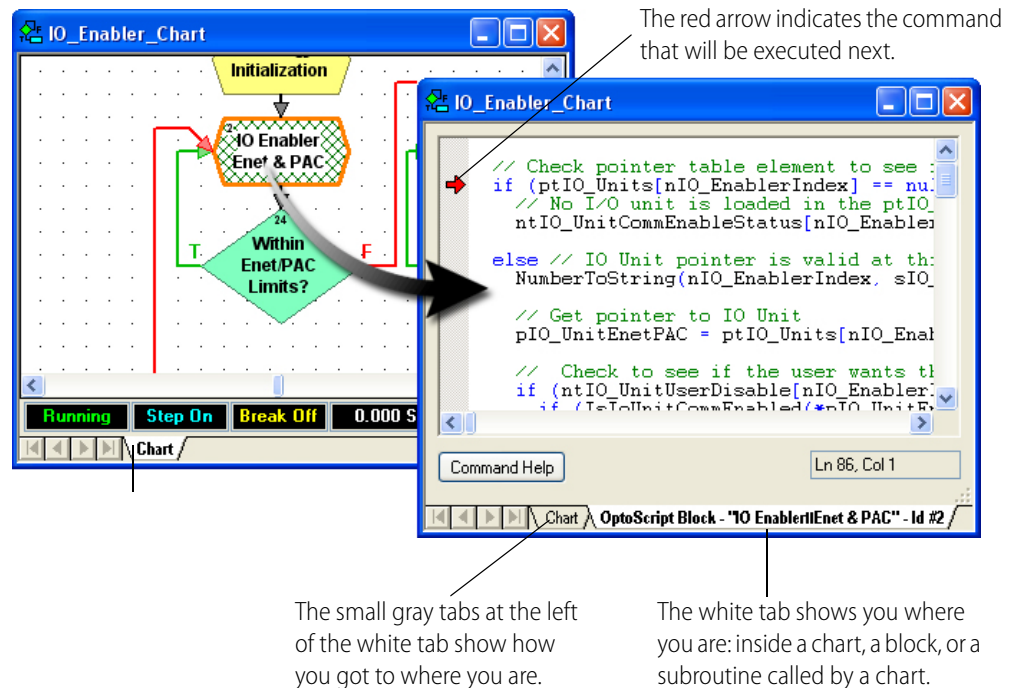 The red arrow indicates the command
that will be executed next.
IO_Enabler_Chart
Initialization
2
IO Enabler
Enet & PAC
24
Within
Enet/PAC
Limits?
T
F
Running
Step On
Break Off
0.000 S
Chart
IO_Enabler_Chart
// Check pointer table element to see
if (ptIO_Units[nIO_EnablerIndex] ==
// No I/O unit is loaded in the ptIO_
ntIO_UnitCommEnableStatus[nIO_Enabler
else // IO Unit pointer is valid at
NumberToString(nIO_EnablerIndex, sIO_
// Get pointer to IO Unit
pIO_UnitEnetPAC = ptIO_Units[nIO_Enab
// Check to see if the user wants
if (ntIO_UnitUserDisable[nIO_Enabler
if (IsIoUnitCommEnabled(*pIO_UnitE
Command Help
Ln 86, Col 1
Chart
OptoScript Block - "IO Enabler||Enet & PAC" - Id #2
The small gray tabs at the left
of the white tab show how
you got to where you are.
The white tab shows you where
you are: inside a chart, a block, or a
subroutine called by a chart.